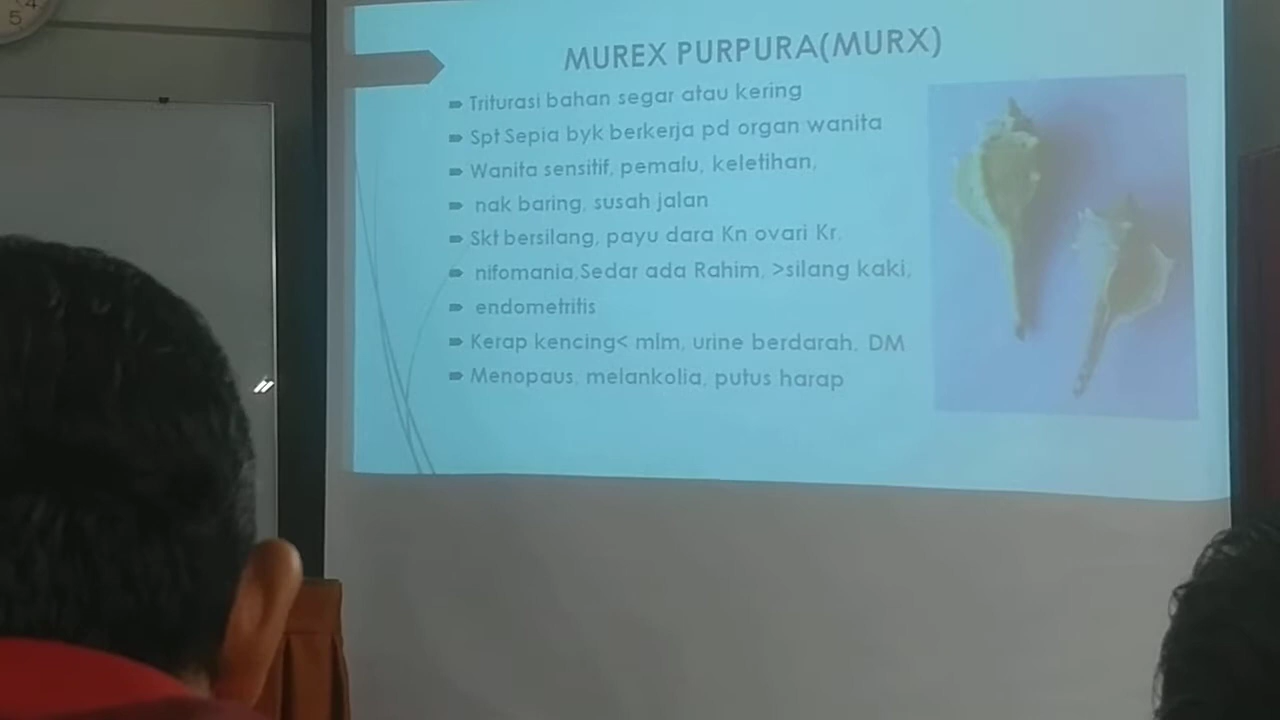 5 4
MUREX PURPURA(MURX)
Triturasi bahan segar atau kering
Spt Sepia byk berkerja pd organ wanita
Wanita sensitif, pemalu, keletihan,
nak baring, susah jalan
Skt bersilang, payu dara Kn ovari Kr.
nifomania,Sedar ada Rahim, >silang kaki,
endometritis
Kerap kencing< mlm, urine berdarah, DM
Menopaus, melankolia, putus harap